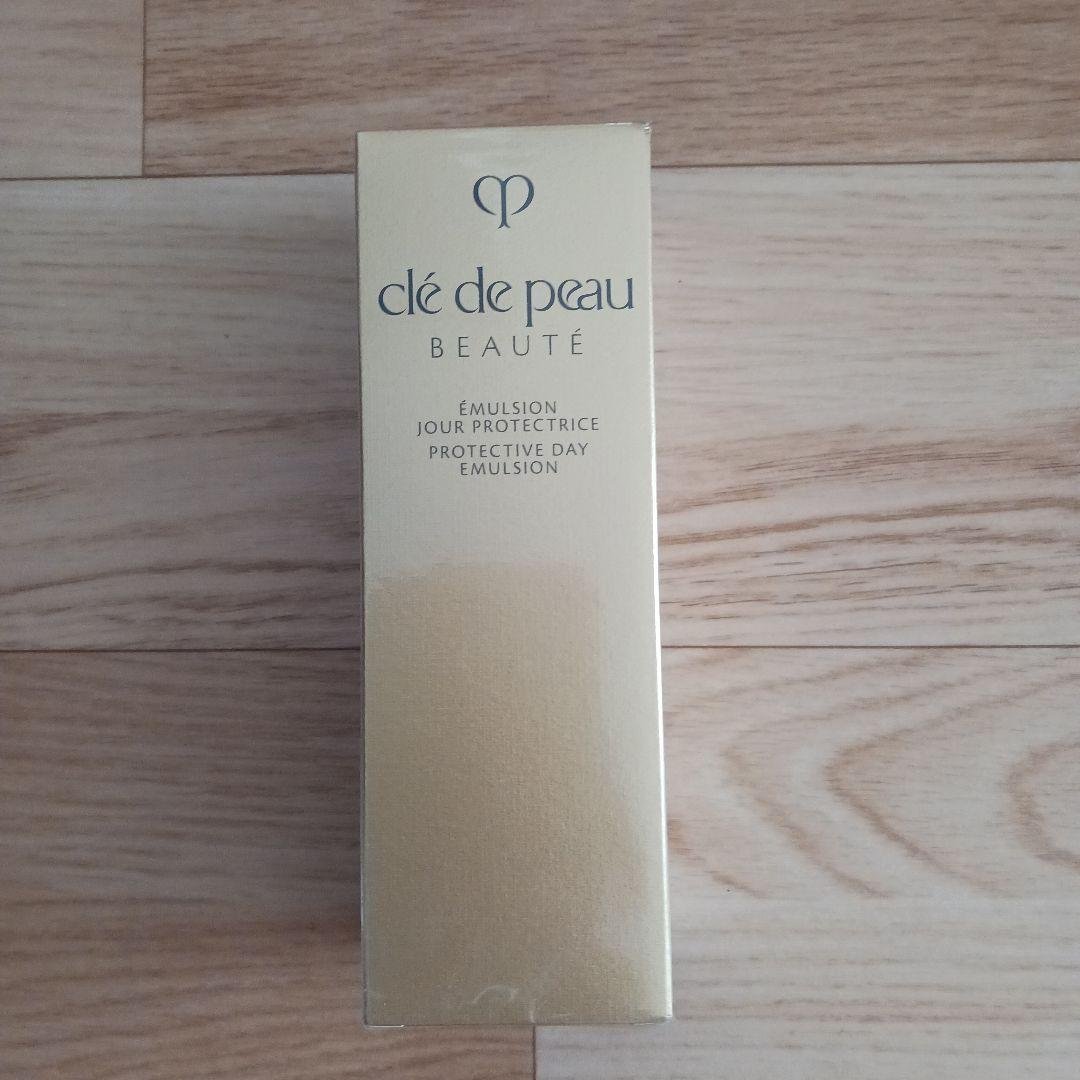 clé de peau
BEAUTÉ
ÉMULSION
JOUR PROTECTRICE
PROTECTIVE DAY
EMULSION